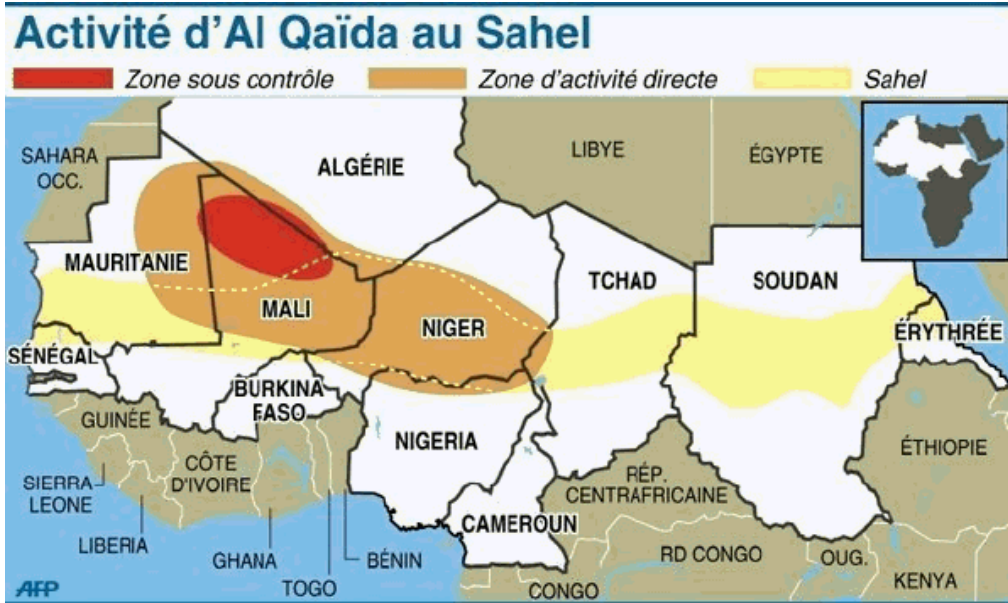 Activité d'Al Qaïda au Sahel
Zone sous contrôle
Zone d'activité directe
Sahel
SAHARA
OCC.
ALGÉRIE
LIBYE
ÉGYPTE
MAURITANIE
MALI
NIGER
TCHAD
SOUDAN
ÉRYTHRÉE
SÉNÉGAL
BURKINA
FASO
NIGERIA
CAMEROUN
GUINÉE
SIERRA
LEONE
LIBERIA
CÔTE
D'IVOIRE
GHANA
TOGO
BÉNIN
RÉP.
CENTRAFRICAINE
ÉTHIOPIE
RD CONGO
CONGO
OUG.
KENYA
AFP